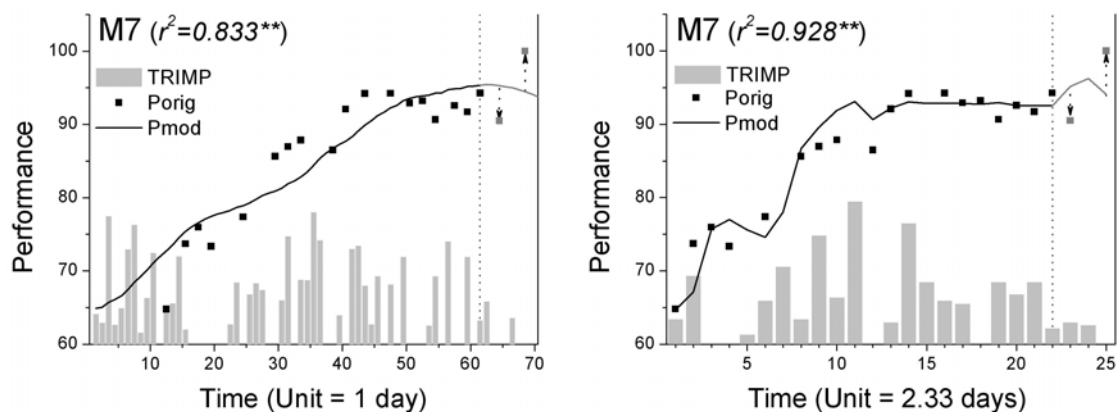 M7 (r²=0.833**)
TRIMP
Porig
Pmod
Performance
100
90
80
70
60
10 20 30 40 50 60 70
Time (Unit = 1 day)
M7 (r²=0.928**)
TRIMP
Porig
Pmod
Performance
100
90
80
70
60
5 10 15 20 25
Time (Unit = 2.33 days)